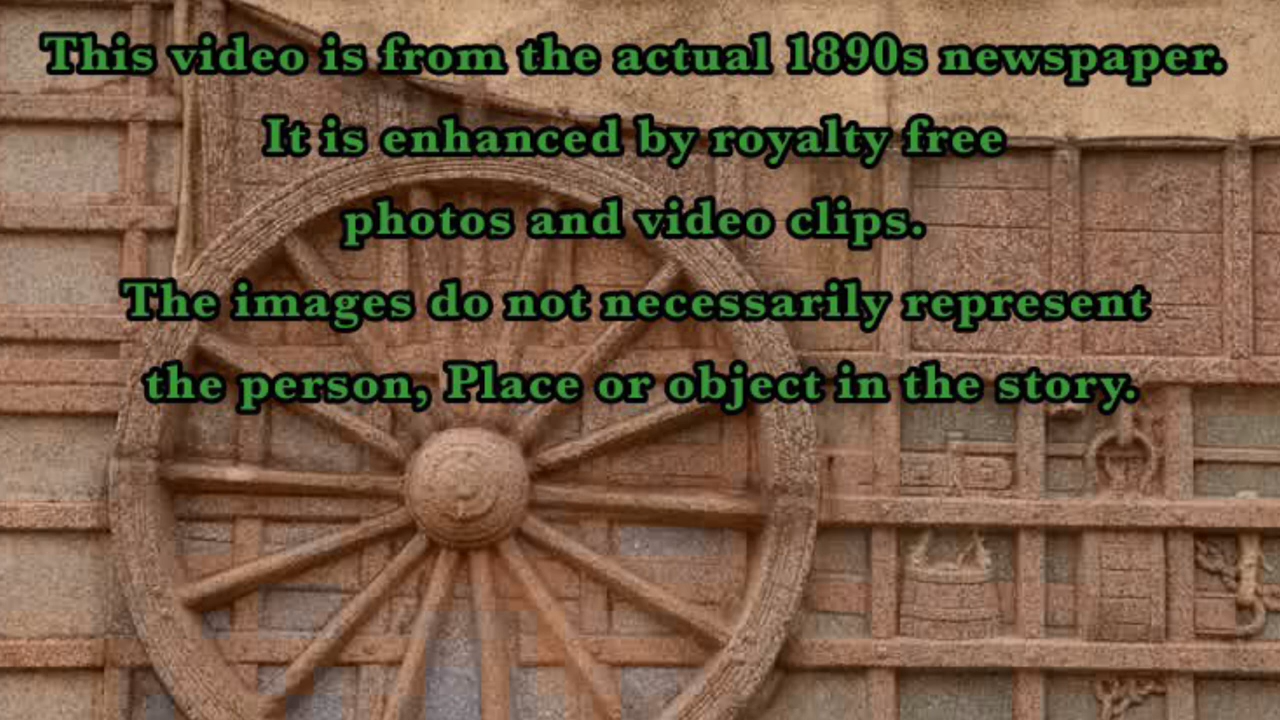 This video is from the actual 1890s newspaper.
It is enhanced by royalty free
photos and video clips.
The images do not necessarily represent
the person, Place or object in the story.